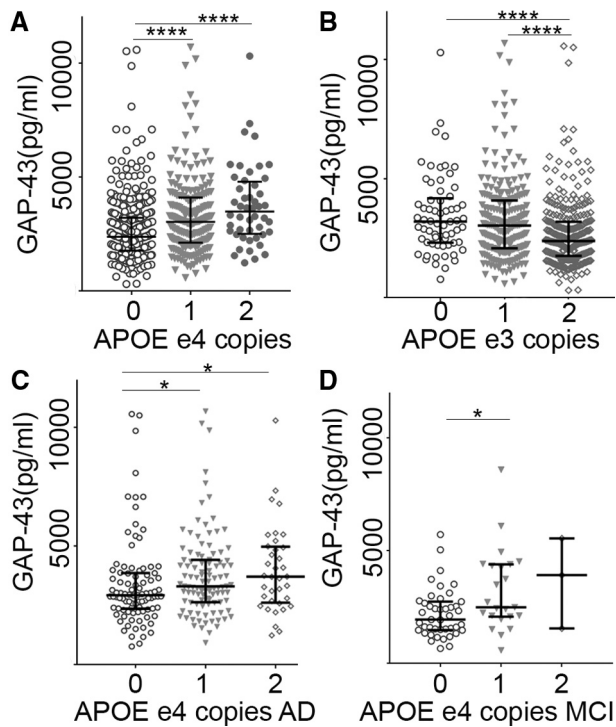 A
****
****
GAP-43(pg/ml)
10000
5000
0 1 2
APOE e4 copies
B
****
****
GAP-43(pg/ml)
10000
5000
0 1 2
APOE e3 copies
C
*
*
GAP-43(pg/ml)
10000
5000
0 1 2
APOE e4 copies AD
D
*
GAP-43(pg/ml)
10000
5000
0 1 2
APOE e4 copies MCI